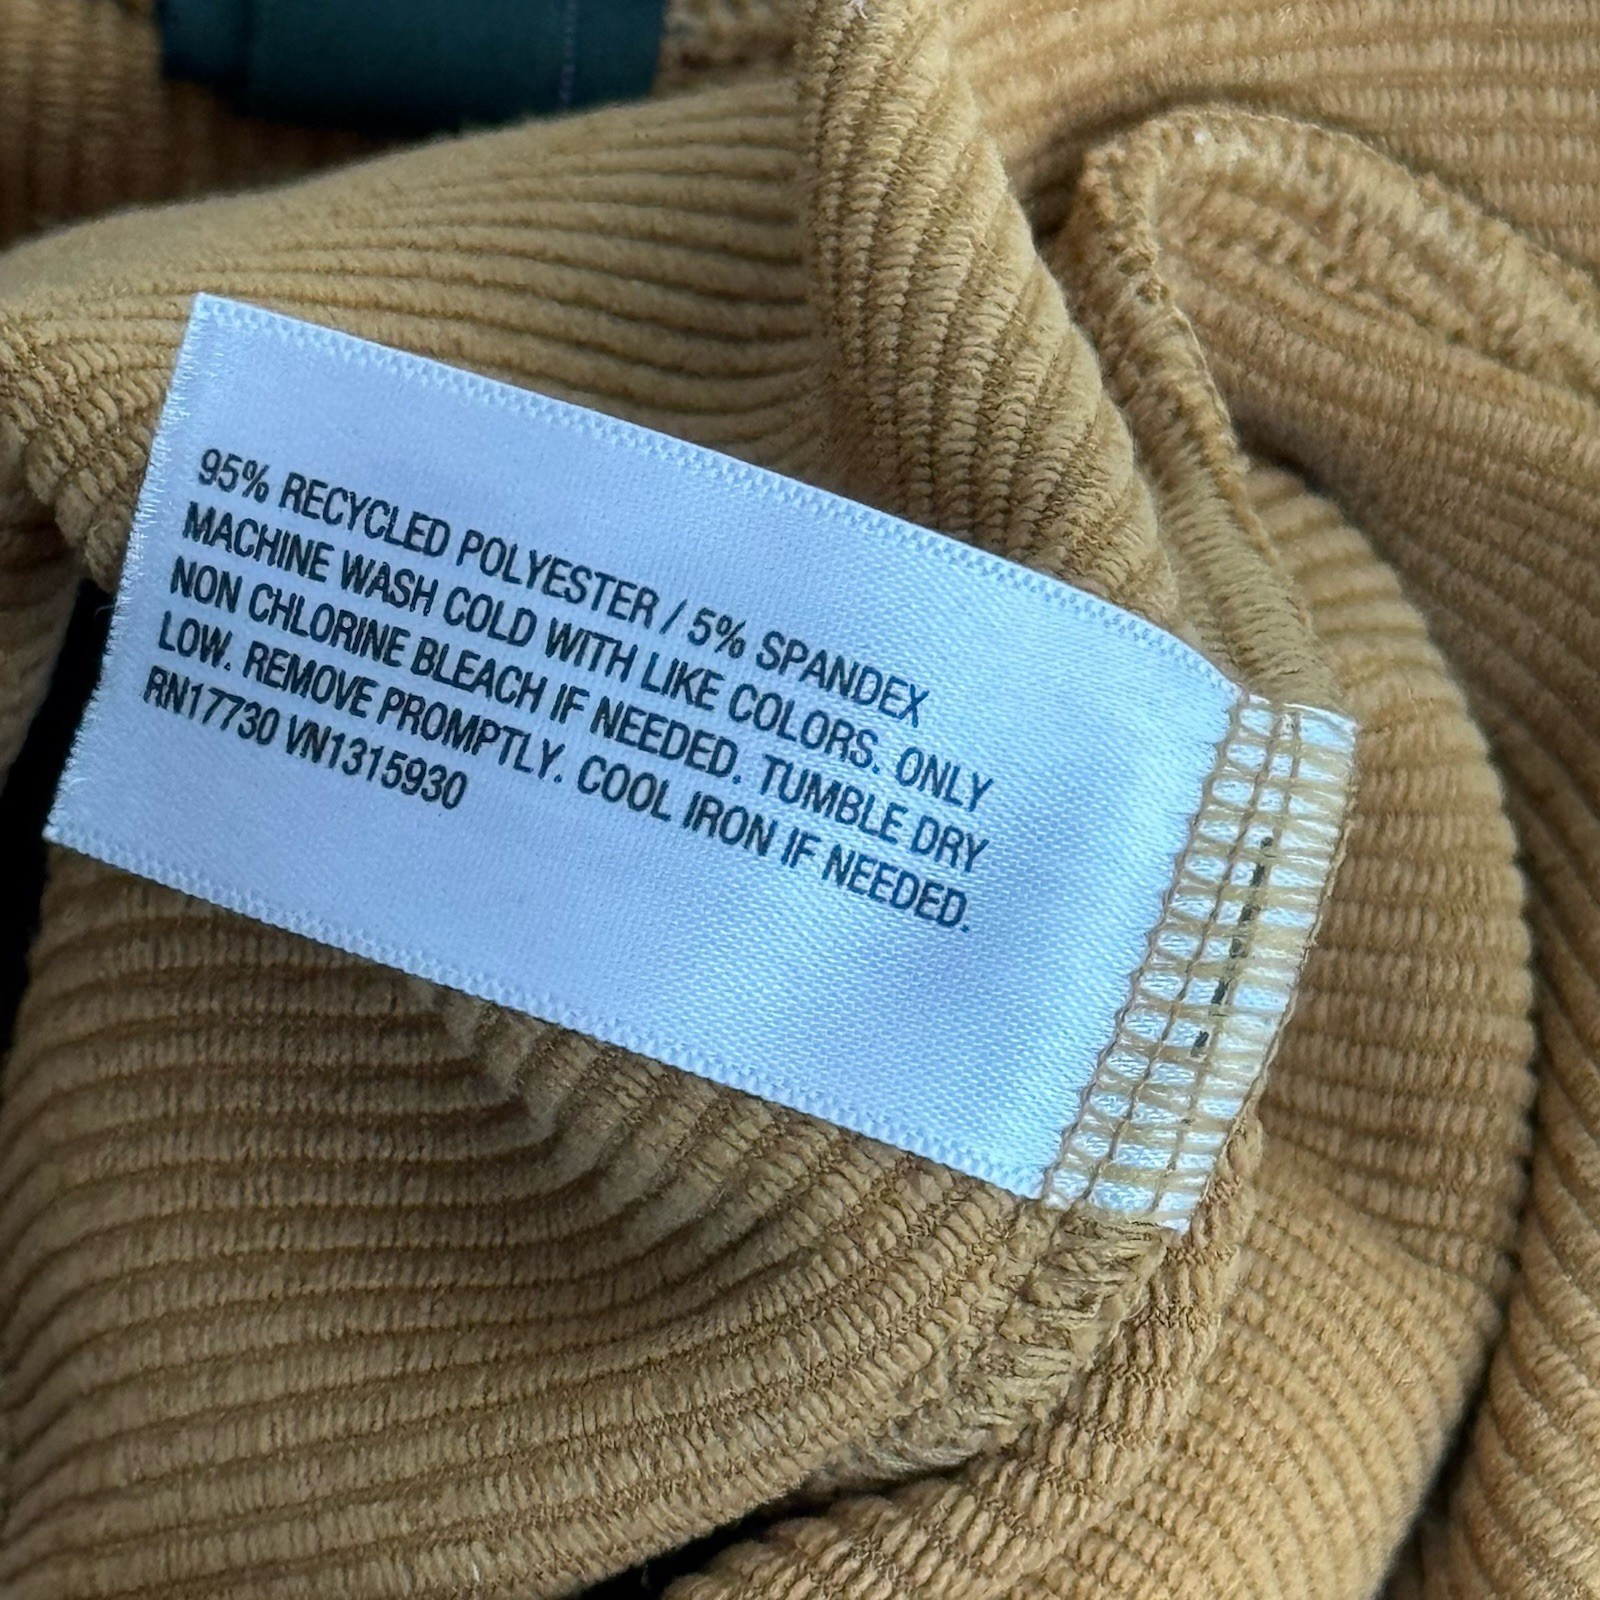 95% RECYCLED POLYESTER / 5% SPANDEX
MACHINE WASH COLD WITH LIKE COLORS. ONLY
NON CHLORINE BLEACH IF NEEDED. TUMBLE DRY
LOW. REMOVE PROMPTLY. COOL IRON IF NEEDED.
RN17730 VN1315930